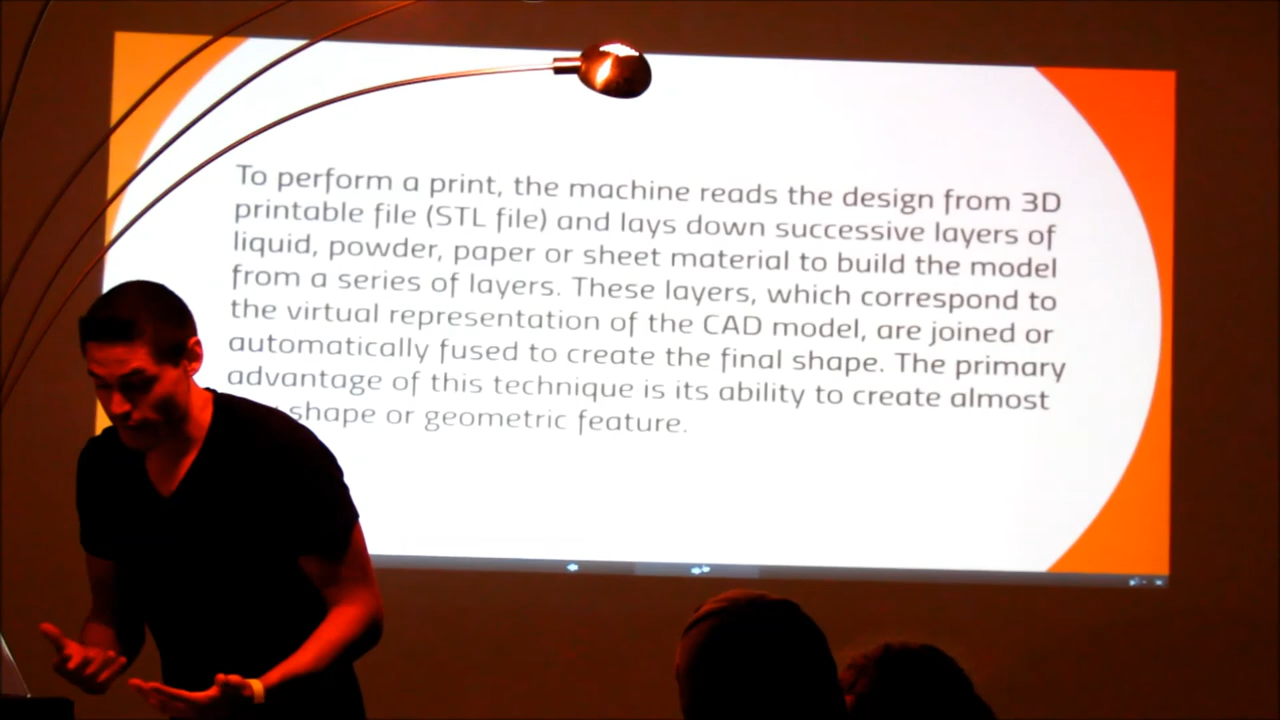 To perform a print, the machine reads the design from 3D
printable file (STL file) and lays down successive layers of
liquid, powder, paper or sheet material to build the model
from a series of layers. These layers, which correspond to
the virtual representation of the CAD model, are joined or
automatically fused to create the final shape. The primary
advantage of this technique is its ability to create almost
shape or geometric feature.